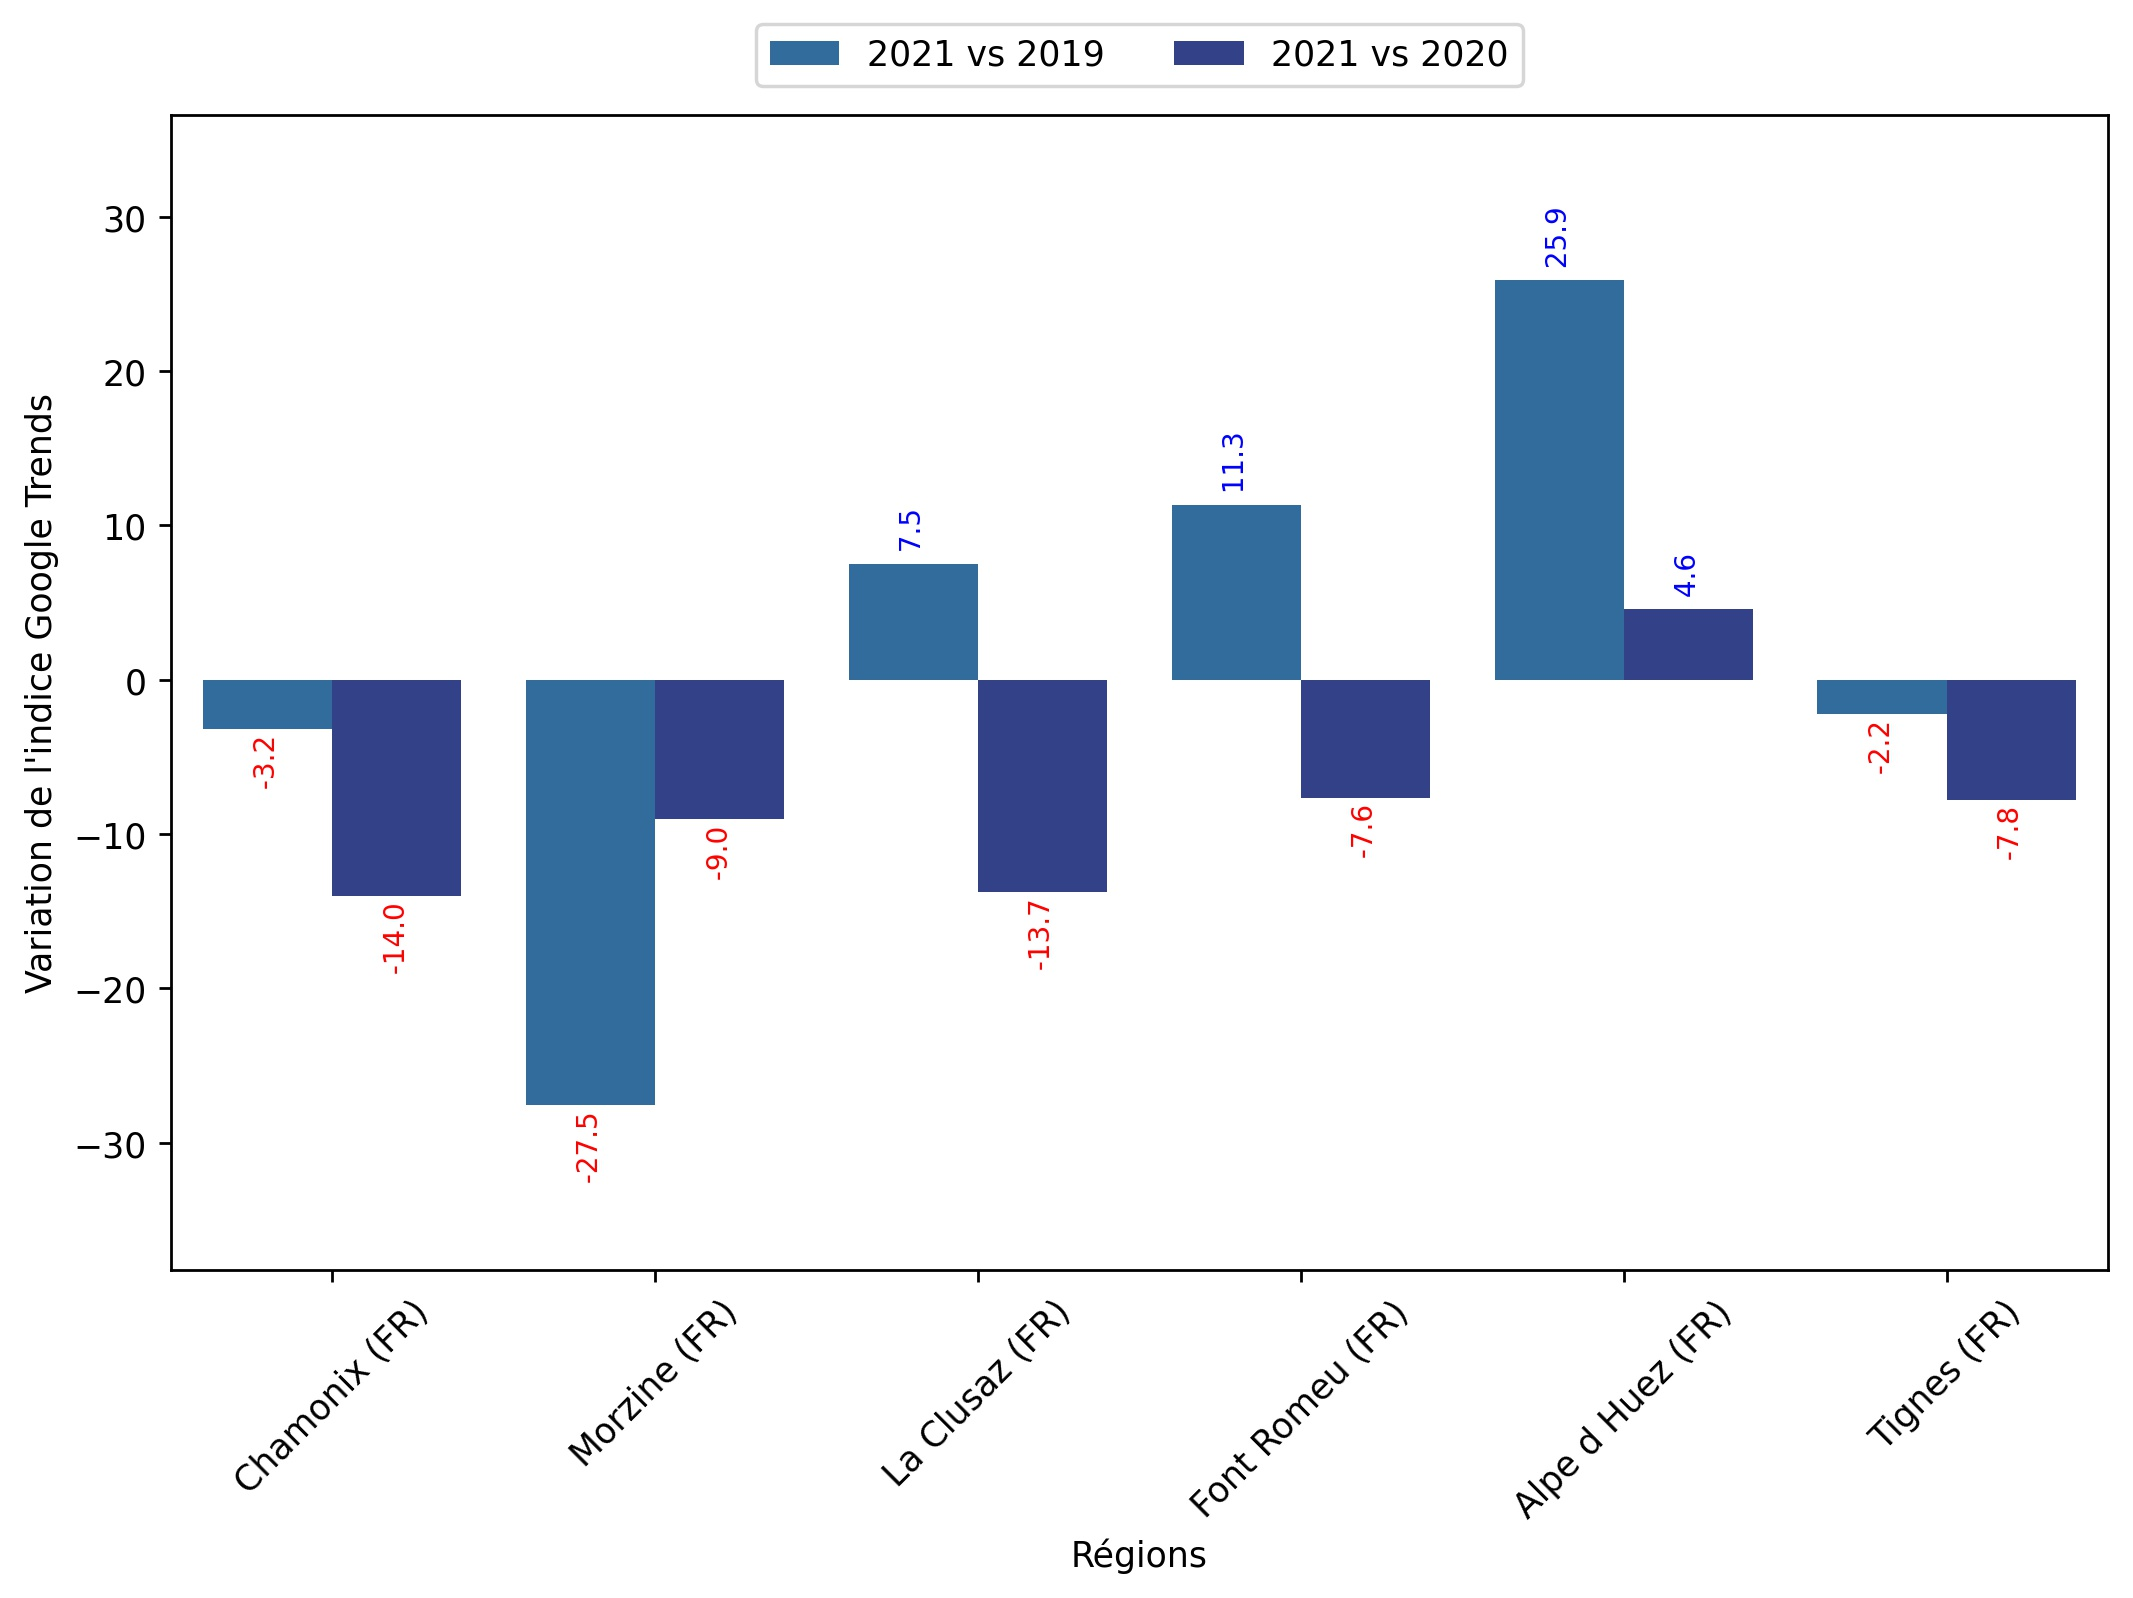 2021 vs 2019
2021 vs 2020
Variation de l'indice Google Trends
30
20
10
0
−10
−20
−30
-3.2
-14.0
-27.5
-9.0
7.5
-13.7
11.3
-7.6
25.9
4.6
-2.2
-7.8
Chamonix (FR)
Morzine (FR)
La Clusaz (FR)
Font Romeu (FR)
Alpe d Huez (FR)
Tignes (FR)
Régions